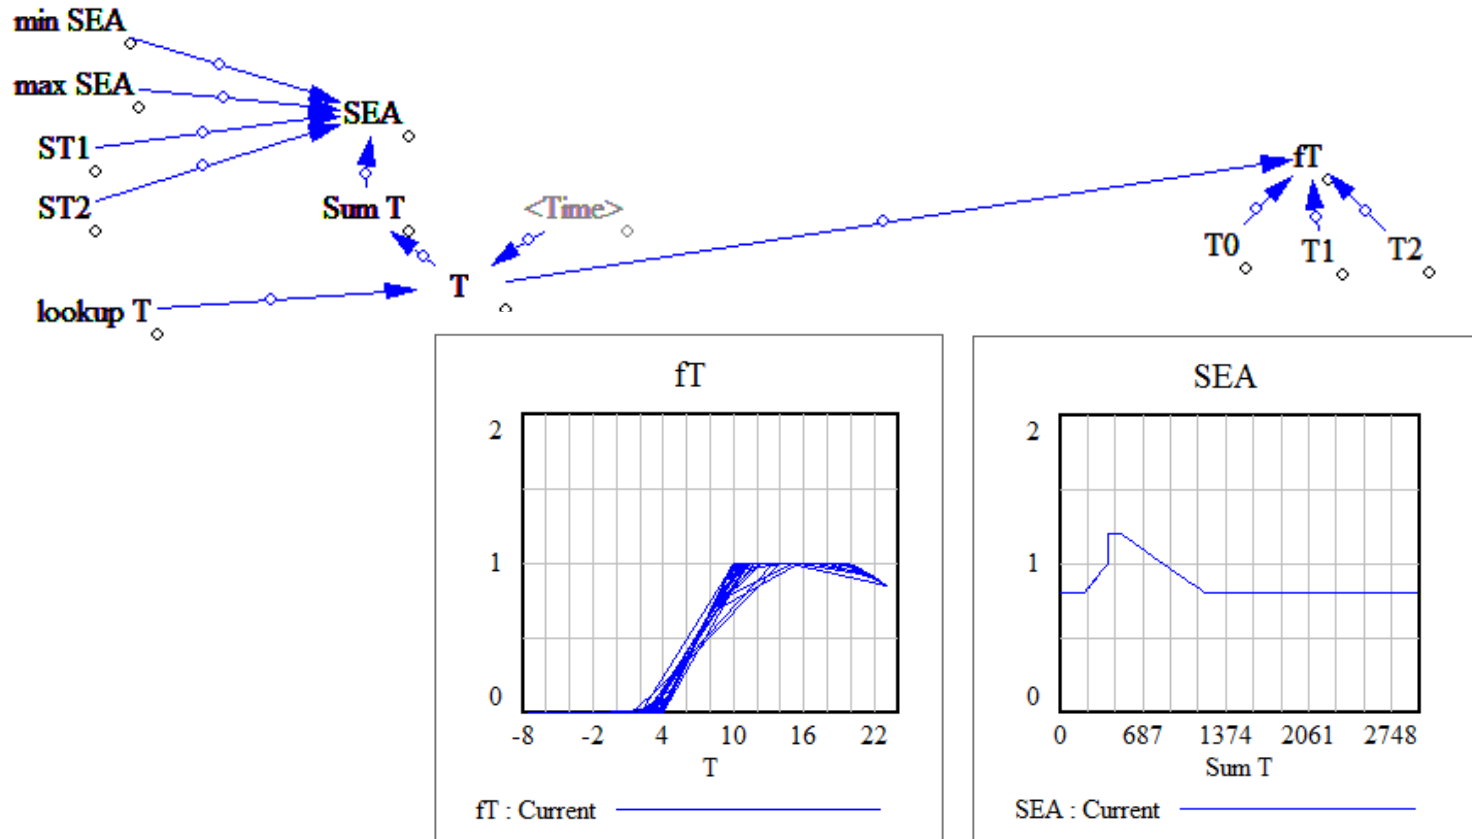 min SEA
max SEA
SEA
ST1
fT
ST2
Sum T
<Time>
T0
T1
T2
T
lookup T
fT
2
1
0
-8 -2 4 10 16 22
T
fT : Current
SEA
2
1
0
0 687 1374 2061 2748
Sum T
SEA : Current